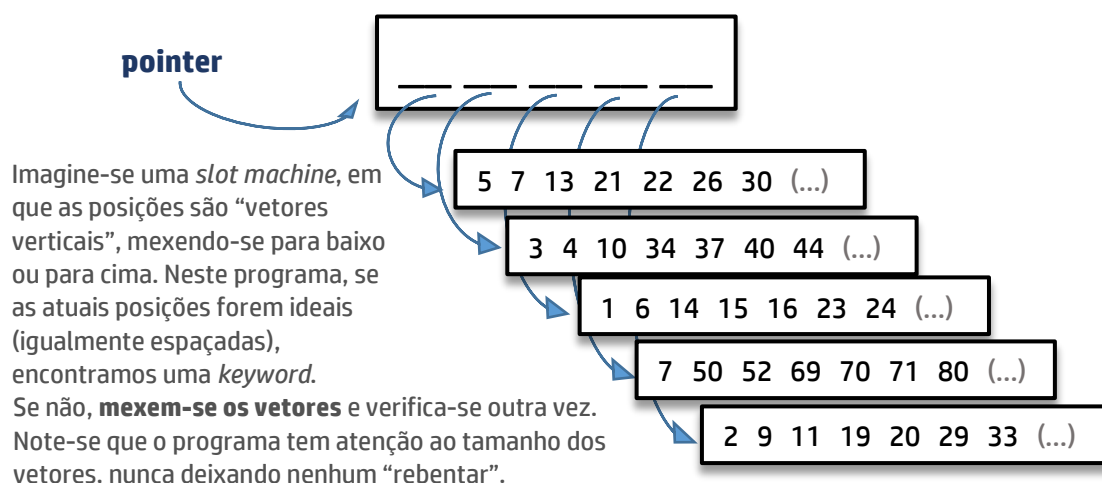 pointer
Imagine-se uma slot machine, em
que as posições são “vetores
verticais”, mexendo-se para baixo
ou para cima. Neste programa, se
as atuais posições forem ideais
(igualmente espaçadas),
encontramos uma keyword.
Se não, mexem-se os vetores e verifica-se outra vez.
Note-se que o programa tem atenção ao tamanho dos
vetores, nunca deixando nenhum “rebentar”.
5 7 13 21 22 26 30 (...)
3 4 10 34 37 40 44 (...)
1 6 14 15 16 23 24 (...)
7 50 52 69 70 71 80 (...)
2 9 11 19 20 29 33 (...)